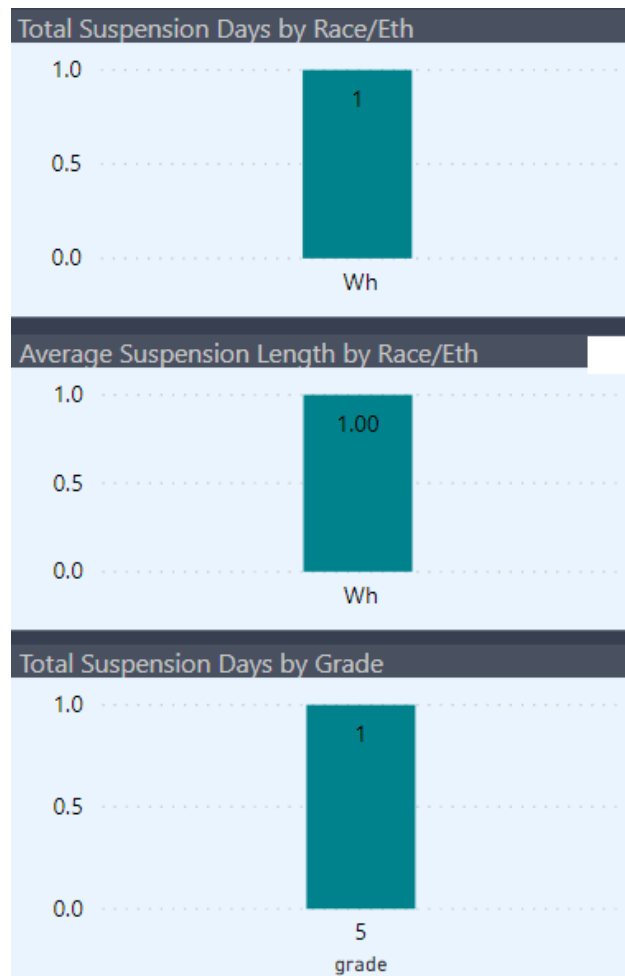 Total Suspension Days by Race/Eth
1.0
1
0.5
0.0
Wh
Average Suspension Length by Race/Eth
1.0
1.00
0.5
0.0
Wh
Total Suspension Days by Grade
1.0
1
0.5
0.0
5
grade